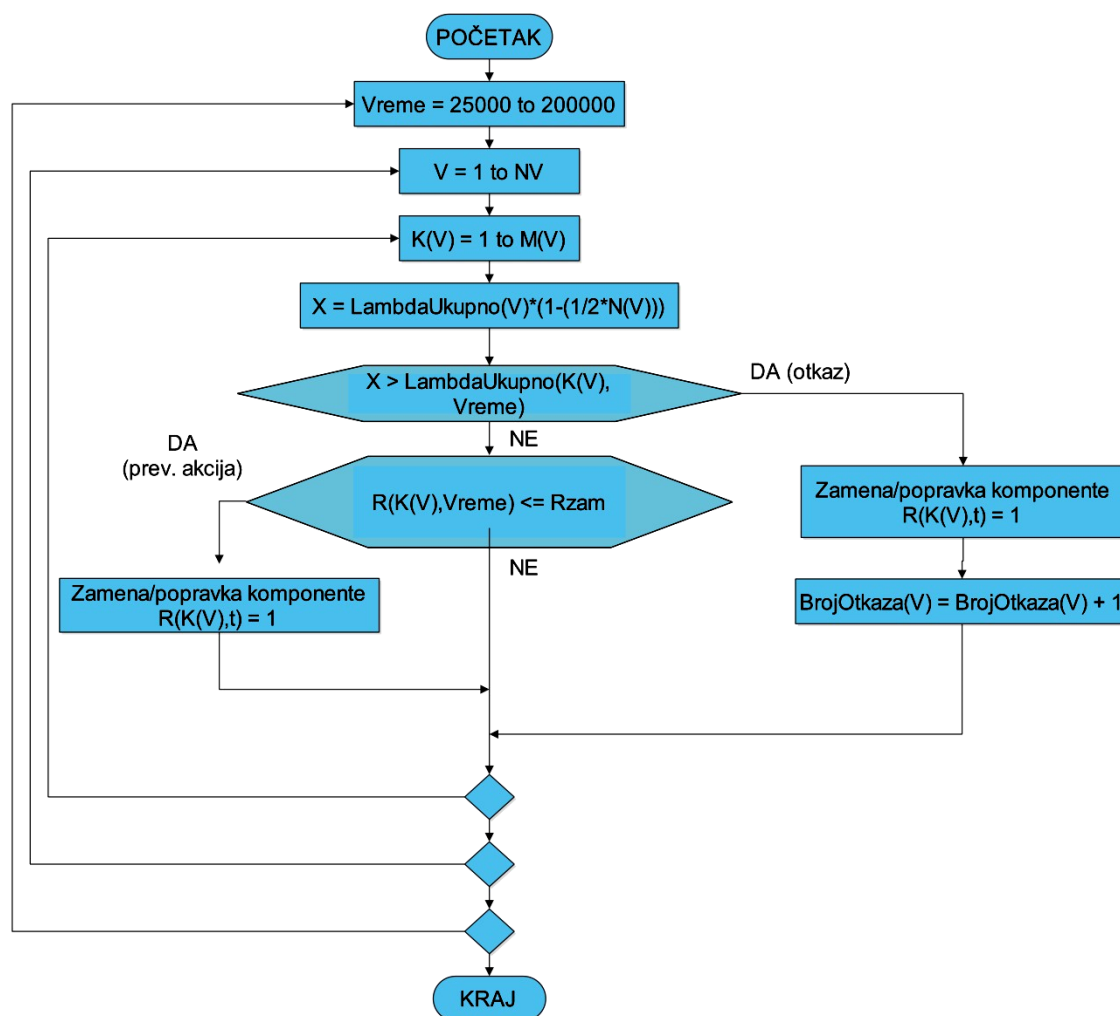 POČETAK
Vreme = 25000 to 200000
V = 1 to NV
K(V) = 1 to M(V)
X = LambdaUkupno(V)*(1-(1/2*N(V)))
X > LambdaUkupno(K(V),
Vreme)
DA (otkaz)
NE
DA
(prev. akcija)
R(K(V),Vreme) <= Rzam
NE
Zamena/popravka komponente
R(K(V),t) = 1
Zamena/popravka komponente
R(K(V),t) = 1
BrojOtkaza(V) = BrojOtkaza(V) + 1
KRAJ